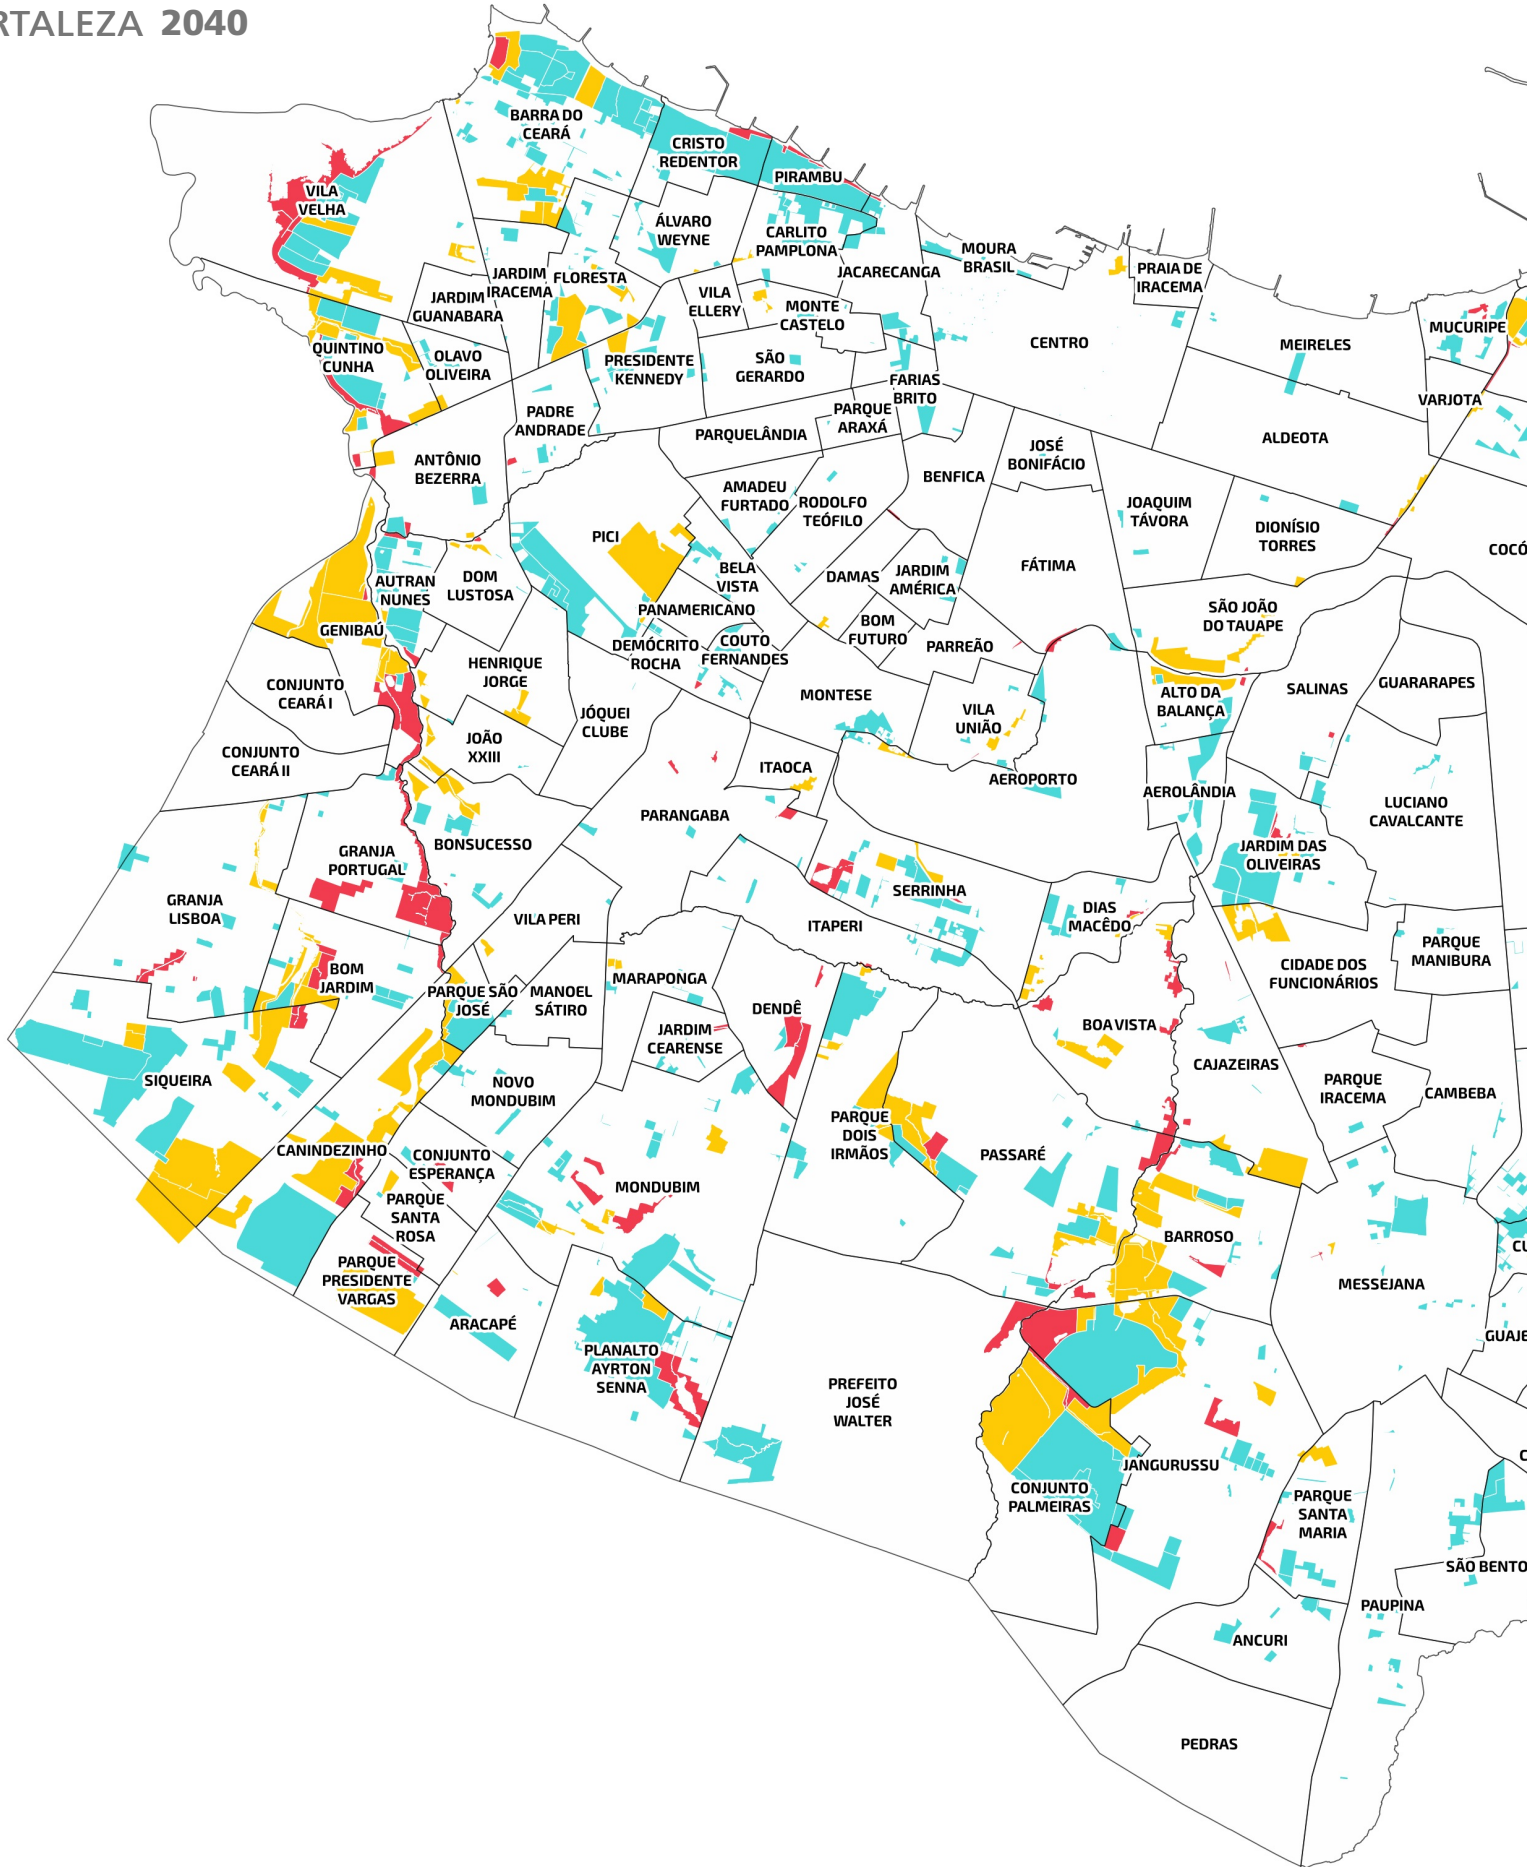 RTALEZA 2040
BARRA DO
CEARÁ
CRISTO
REDENTOR
PIRAMBU
VILA
VELHA
ÁLVARO
WEYNE
CARLITO
PAMPLONA
JACARECANGA
MOURA
BRASIL
PRAIA DE
IRACEMA
JARDIM
IRACEMA
FLORESTA
JARDIM
GUANABARA
VILA
ELLERY
MONTE
CASTELO
CENTRO
MEIRELES
MUCURIPE
QUINTINO
CUNHA
OLAVO
OLIVEIRA
PRESIDENTE
KENNEDY
SÃO
GERARDO
FARIAS
BRITO
VARJOTA
PADRE
ANDRADE
PARQUELÂNDIA
PARQUE
ARAXÁ
ALDEOTA
ANTÔNIO
BEZERRA
JOSÉ
BONIFÁCIO
BENFICA
AMADEU
FURTADO
RODOLFO
TEÓFILO
JOAQUIM
TÁVORA
DIONÍSIO
TORRES
PICI
COCÓ
AUTRAN
NUNES
DOM
LUSTOSA
BELA
VISTA
DAMAS
JARDIM
AMÉRICA
FÁTIMA
PANAMERICANO
GENIBAÚ
BOM
FUTURO
SÃO JOÃO
DO TAUAPE
DEMÓCRITO
ROCHA
COUTO
FERNANDES
PARREÃO
HENRIQUE
JORGE
CONJUNTO
CEARÁ I
MONTESE
ALTO DA
BALANÇA
SALINAS
GUARARAPES
JÓQUEI
CLUBE
VILA
UNIÃO
JOÃO
XXIII
CONJUNTO
CEARÁ II
ITAOCA
AEROPORTO
AEROLÂNDIA
PARANGABA
LUCIANO
CAVALCANTE
BONSUCESSO
GRANJA
PORTUGAL
JARDIM DAS
OLIVEIRAS
SERRINHA
GRANJA
LISBOA
VILA PERI
DIAS
MACÊDO
ITAPERI
PARQUE
MANIBURA
BOM
JARDIM
MARAPONGA
CIDADE DOS
FUNCIONÁRIOS
PARQUE SÃO
JOSÉ
MANOEL
SÁTIRO
DENDÊ
JARDIM
CEARENSE
BOA VISTA
CAJAZEIRAS
SIQUEIRA
NOVO
MONDUBIM
PARQUE
IRACEMA
CAMBEBA
PARQUE
DOIS
IRMÃOS
CANINDEZINHO
CONJUNTO
ESPERANÇA
PASSARÉ
MONDUBIM
PARQUE
SANTA
ROSA
BARROSO
CU
PARQUE
PRESIDENTE
VARGAS
MESSEJANA
ARACAPÉ
GUAJE
PLANALTO
AYRTON
SENNA
PREFEITO
JOSÉ
WALTER
C
JANGURUSSU
CONJUNTO
PALMEIRAS
PARQUE
SANTA
MARIA
SÃO BENTO
PAUPINA
ANCURI
PEDRAS